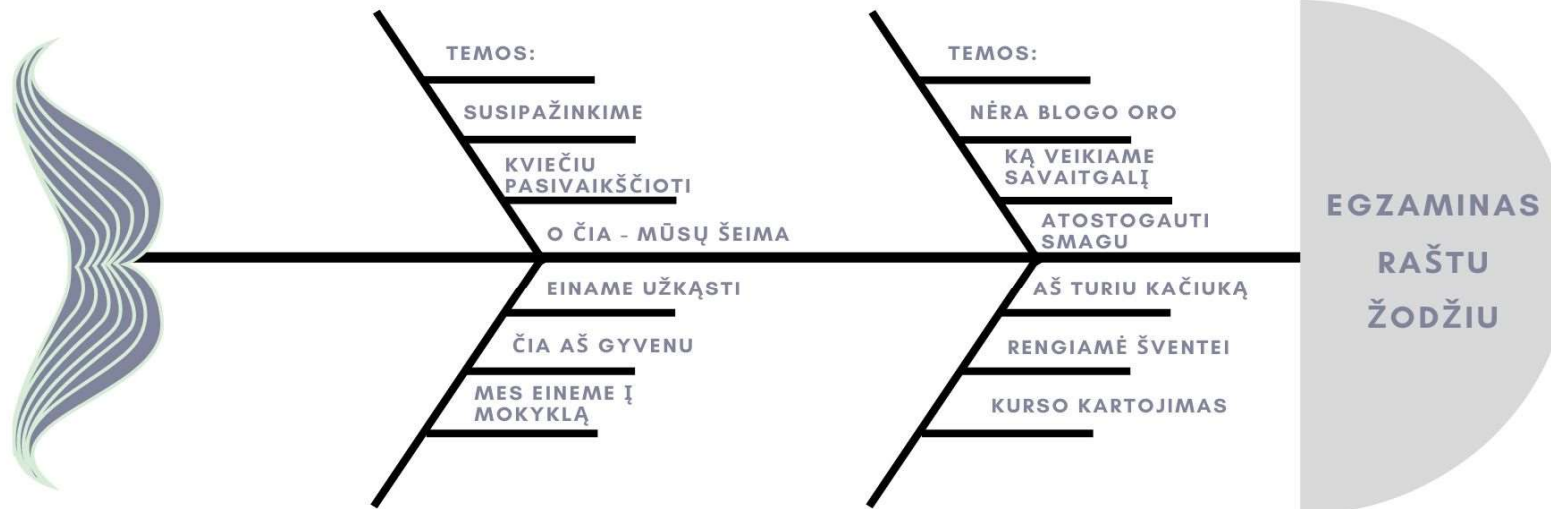 TEMOS:
SUSIPAŽINKIME
KVIEČIU
PASIVAIKŠČIOTI
O ČIA - MŪSŲ ŠEIMA
EINAME UŽKĄSTI
ČIA AŠ GYVENU
MES EINEME Į
MOKYKLĄ
TEMOS:
NĖRA BLOGO ORO
KĄ VEIKIAME
SAVAITGALĮ
ATOSTOGAUTI
SMAGU
AŠ TURIU KAČIUKĄ
RENGIAMĖ ŠVENTEI
KURSO KARTOJIMAS
EGZAMINAS
RAŠTU
ŽODŽIU